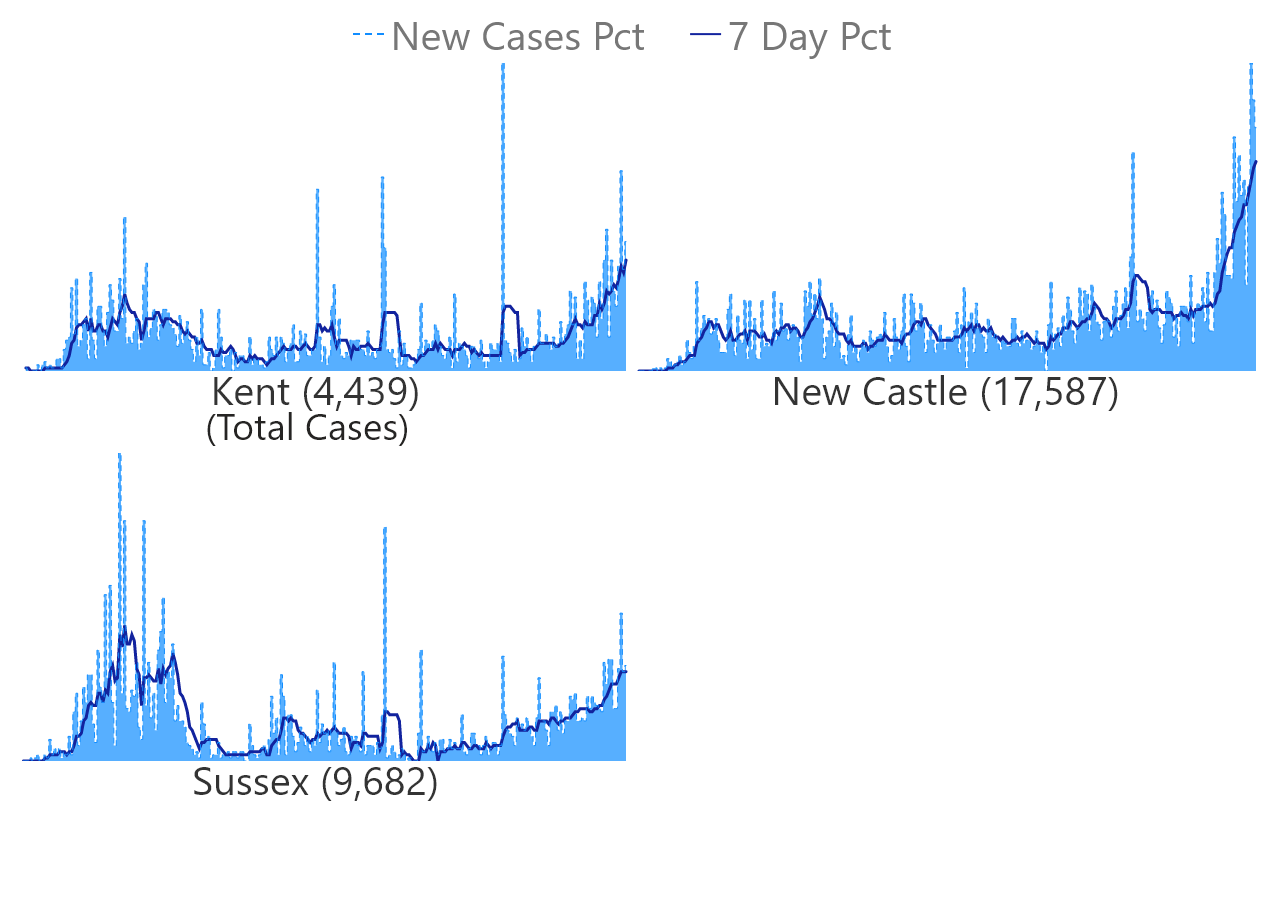 New Cases Pct 7 Day Pct
Kent (4,439)
(Total Cases)
New Castle (17,587)
Sussex (9,682)